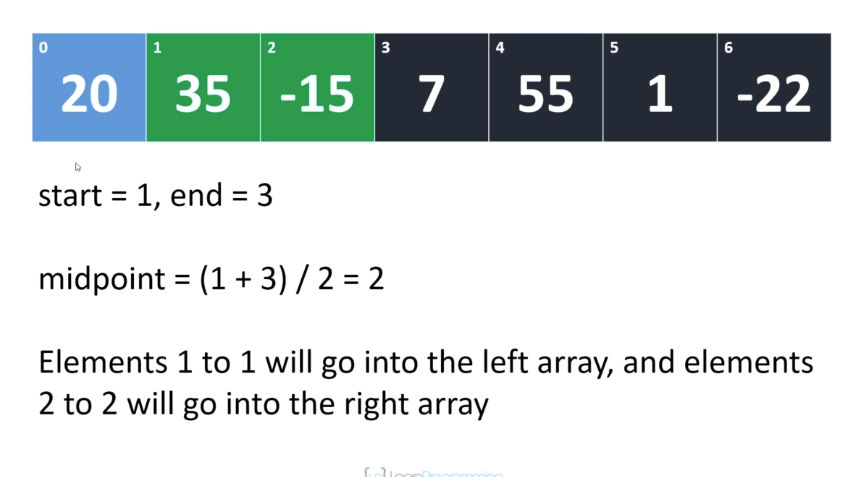 0 1 2 3 4 5 6
20 35 -15 7 55 1 -22
start = 1, end = 3
midpoint = (1 + 3) / 2 = 2
Elements 1 to 1 will go into the left array, and elements
2 to 2 will go into the right array